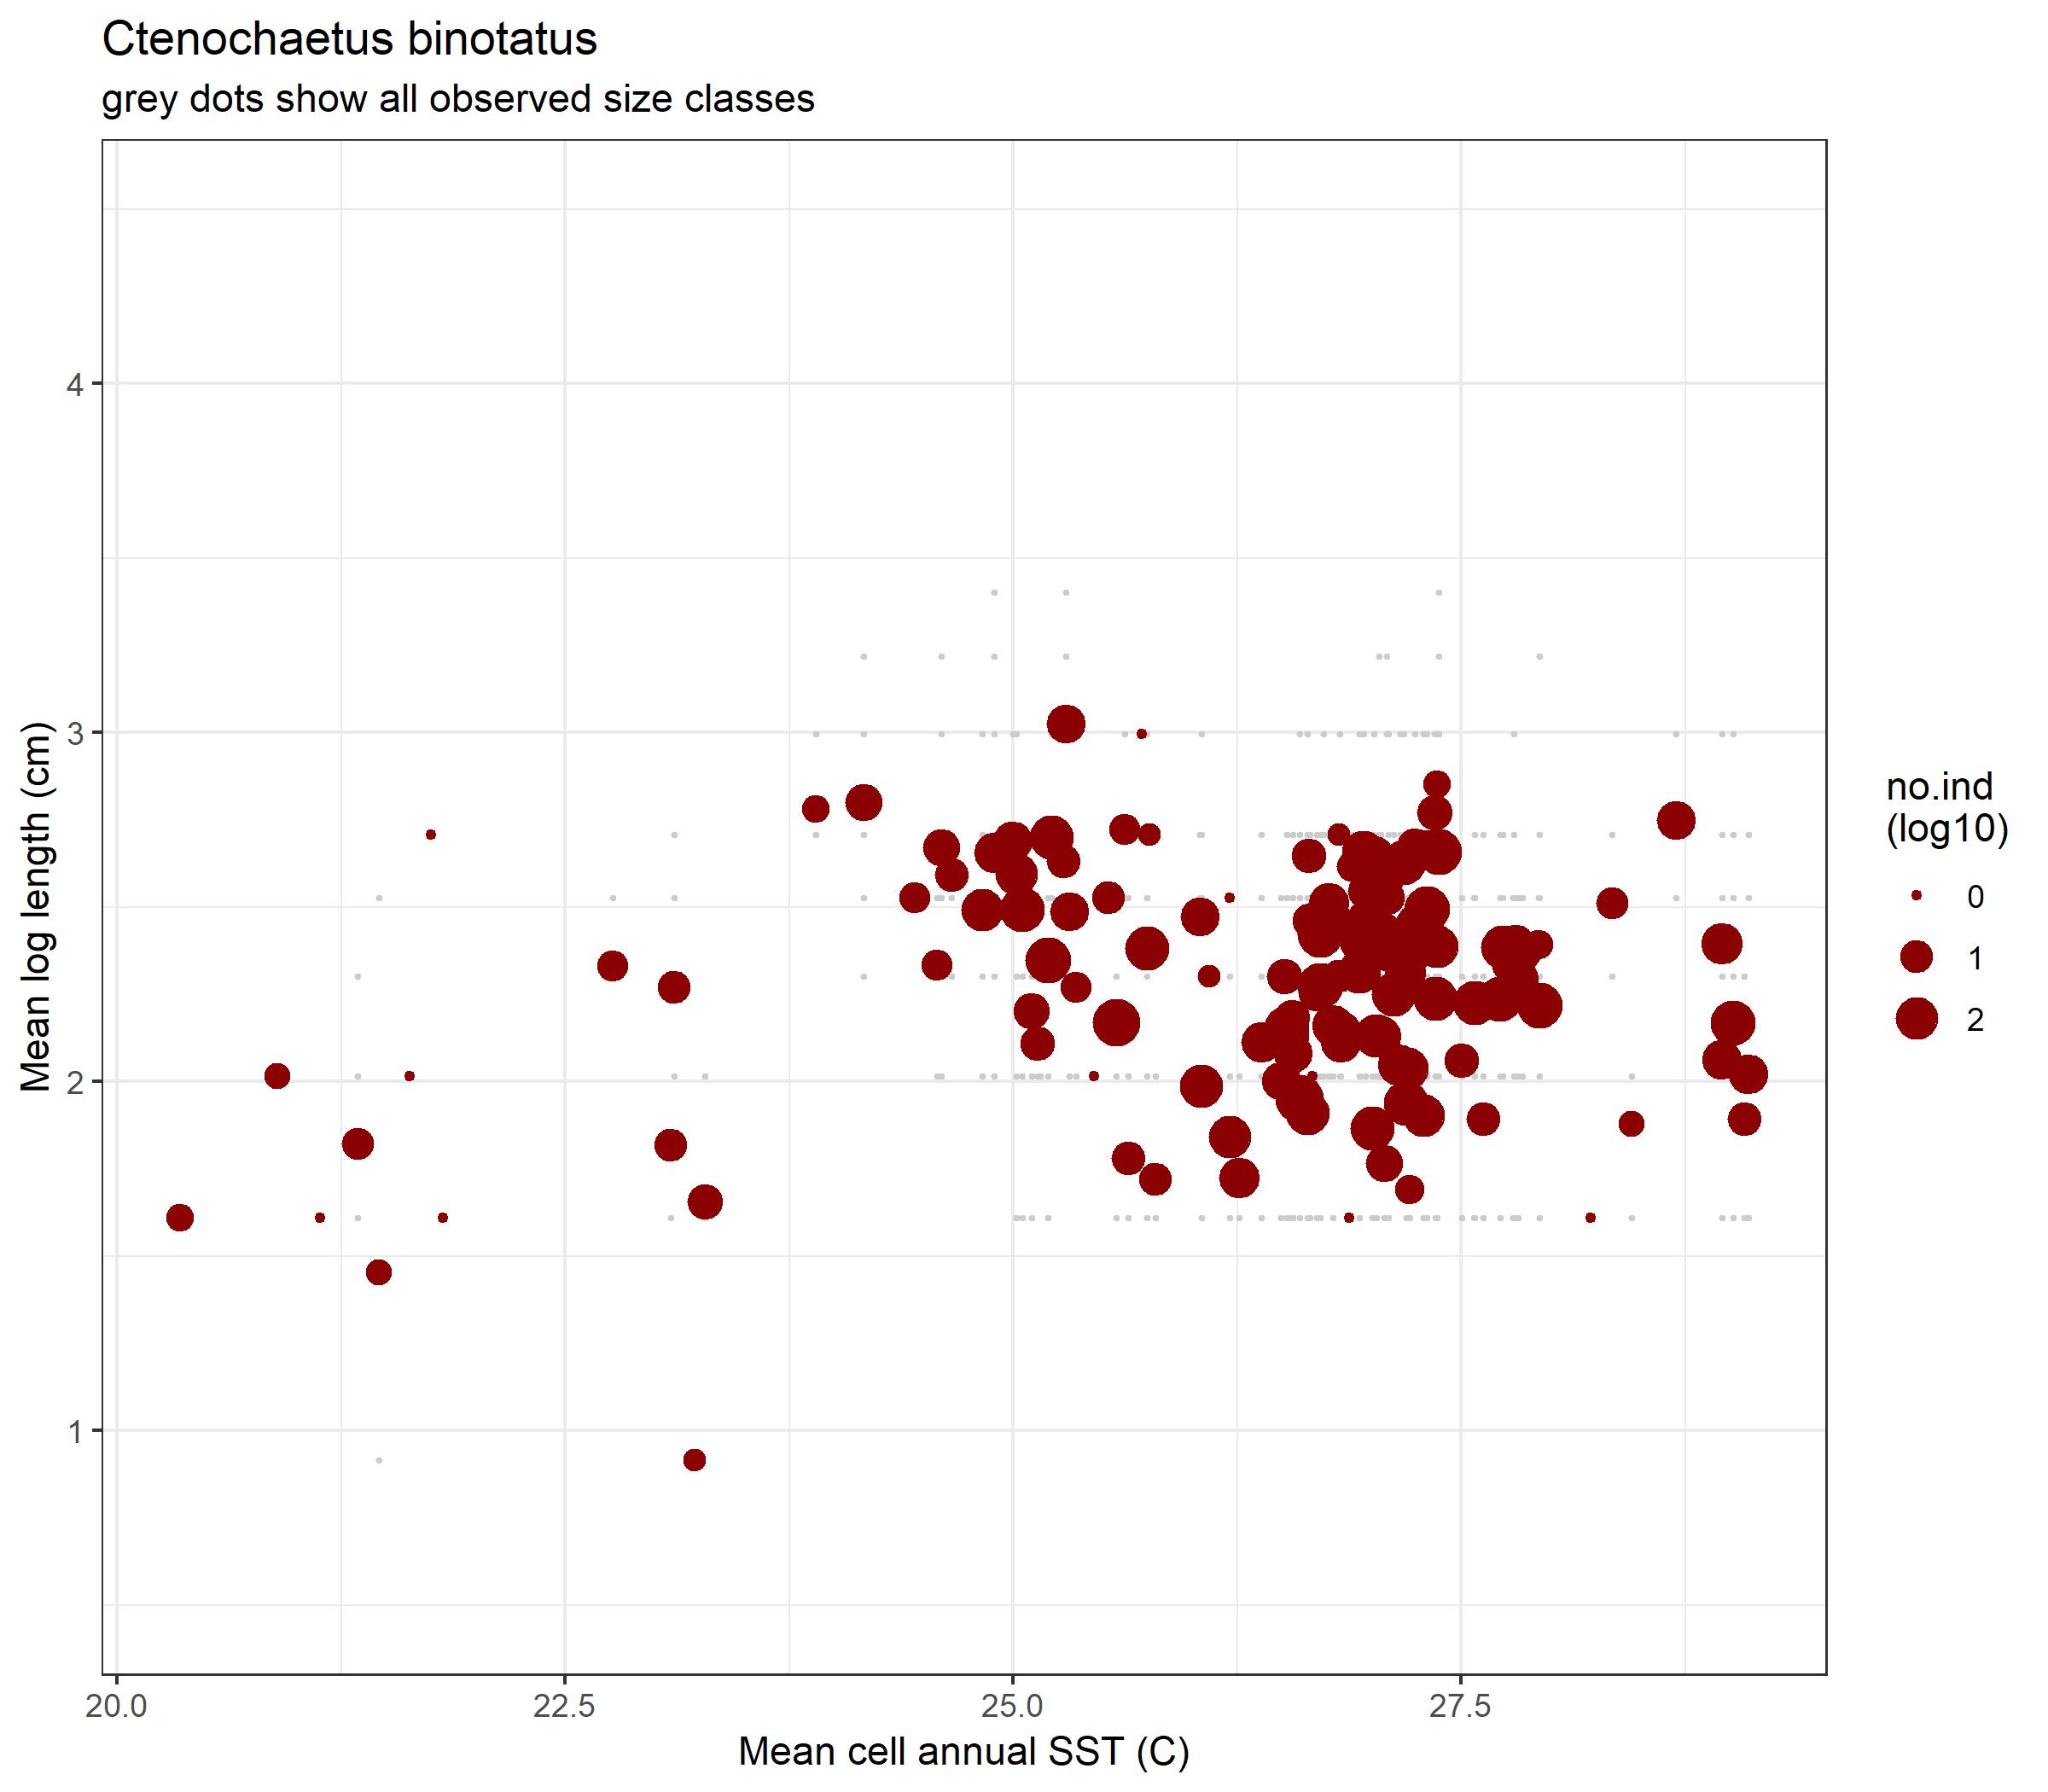 Ctenochaetus binotatus
grey dots show all observed size classes
Mean log length (cm)
4
3
2
1
20.0
22.5
25.0
27.5
Mean cell annual SST (C)
no.ind
(log10)
0
1
2